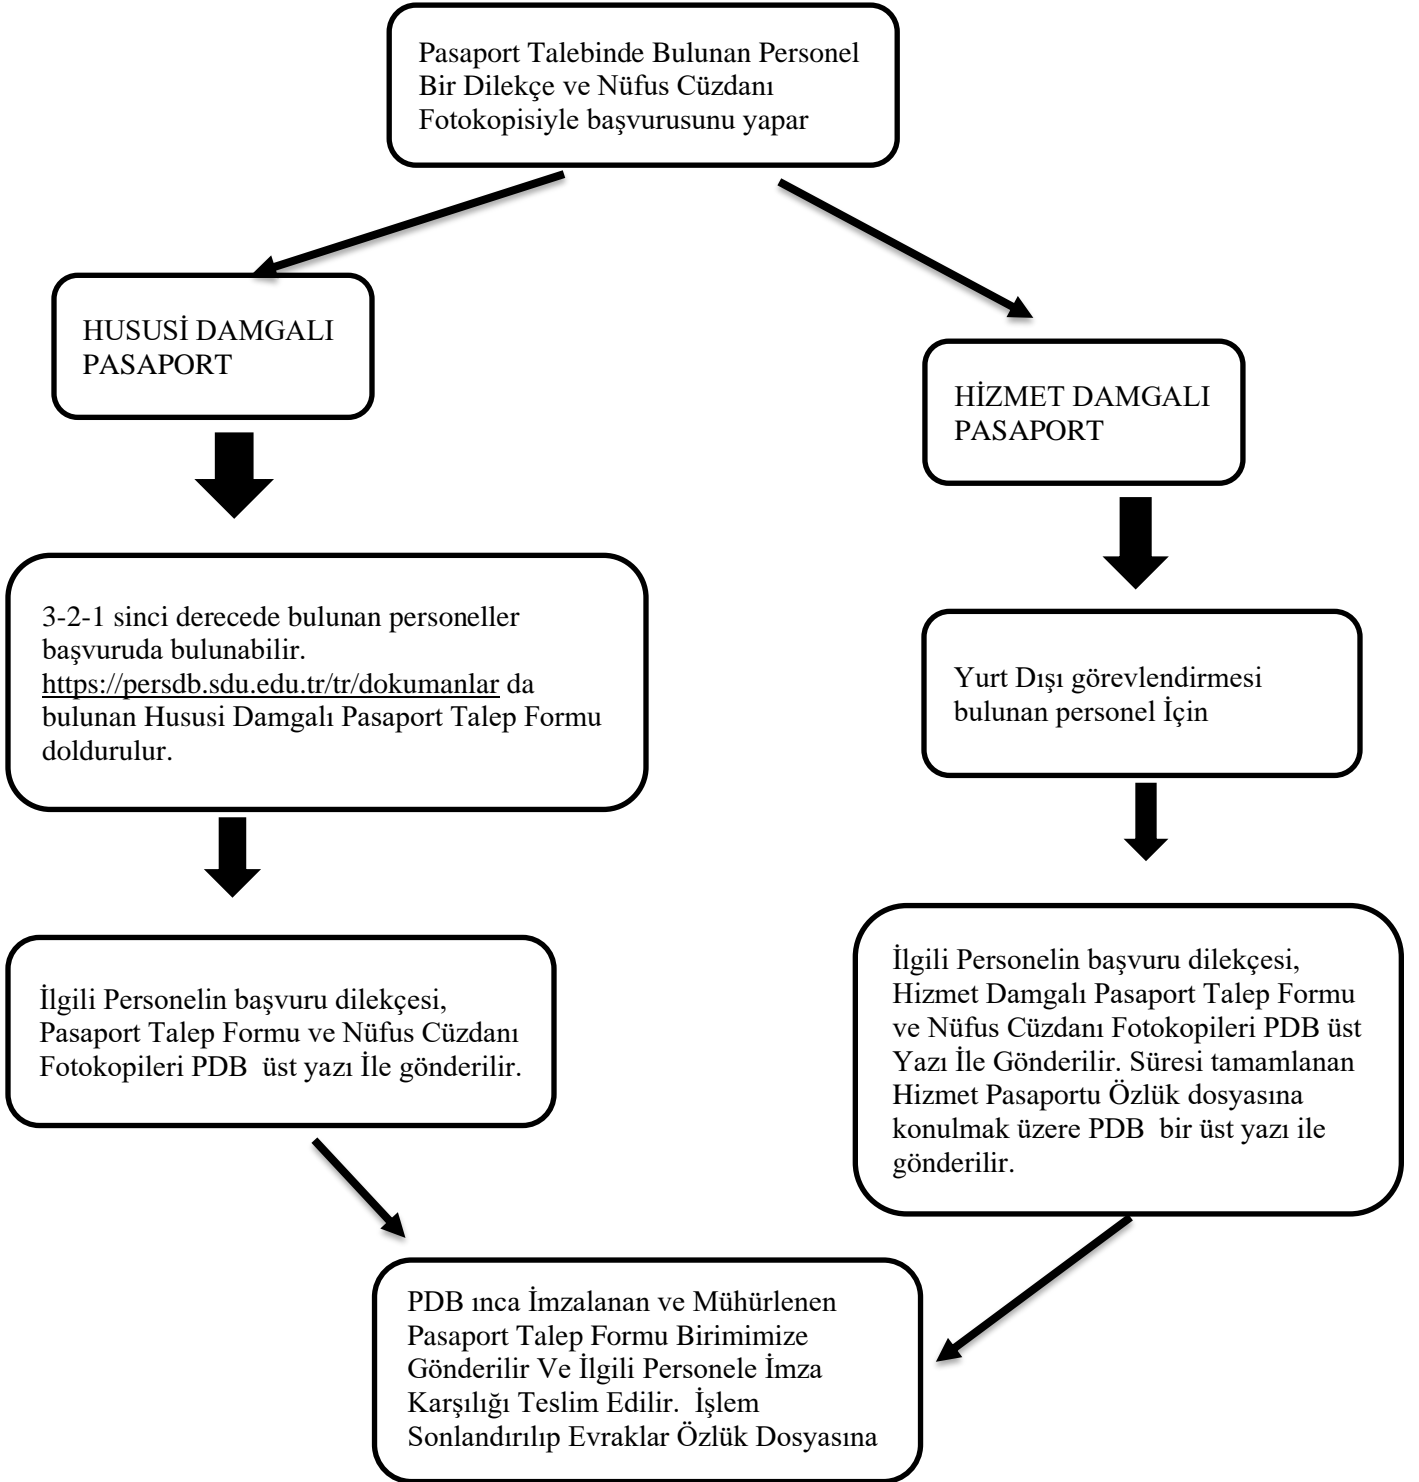 Pasaport Talebinde Bulunan Personel
Bir Dilekçe ve Nüfus Cüzdanı
Fotokopisiyle başvurusunu yapar
HUSUSİ DAMGALI
PASAPORT
HİZMET DAMGALI
PASAPORT
3-2-1 sinci derecede bulunan personeller
başvuruda bulunabilir.
https://persdb.sdu.edu.tr/tr/dokumanlar da
bulunan Hususi Damgalı Pasaport Talep Formu
doldurulur.
Yurt Dışı görevlendirmesi
bulunan personel İçin
İlgili Personelin başvuru dilekçesi,
Pasaport Talep Formu ve Nüfus Cüzdanı
Fotokopileri PDB  üst yazı İle gönderilir.
İlgili Personelin başvuru dilekçesi,
Hizmet Damgalı Pasaport Talep Formu
ve Nüfus Cüzdanı Fotokopileri PDB üst
Yazı İle Gönderilir. Süresi tamamlanan
Hizmet Pasaportu Özlük dosyasına
konulmak üzere PDB  bir üst yazı ile
gönderilir.
PDB ınca İmzalanan ve Mühürlenen
Pasaport Talep Formu Birimimize
Gönderilir Ve İlgili Personele İmza
Karşılığı Teslim Edilir.  İşlem
Sonlandırılıp Evraklar Özlük Dosyasına